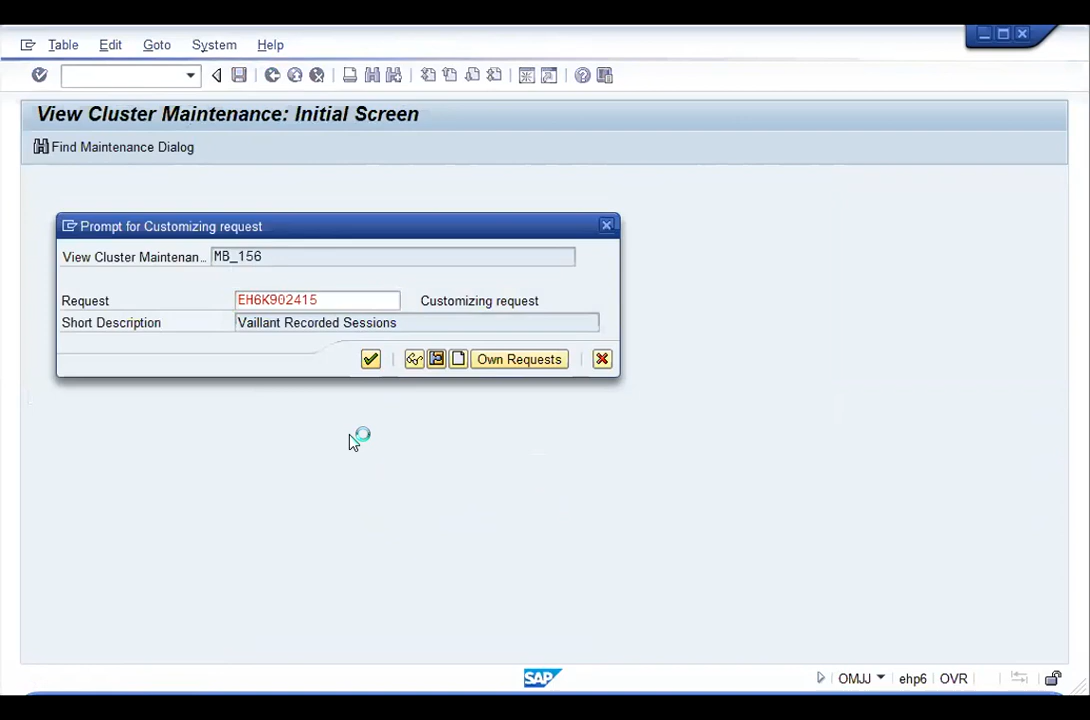 Table Edit Goto System Help
View Cluster Maintenance: Initial Screen
Find Maintenance Dialog
Prompt for Customizing request
View Cluster Maintenan... MB_156
Request EH6K902415 Customizing request
Short Description Vaillant Recorded Sessions
Own Requests
SAP OMJJ ehp6 OVR